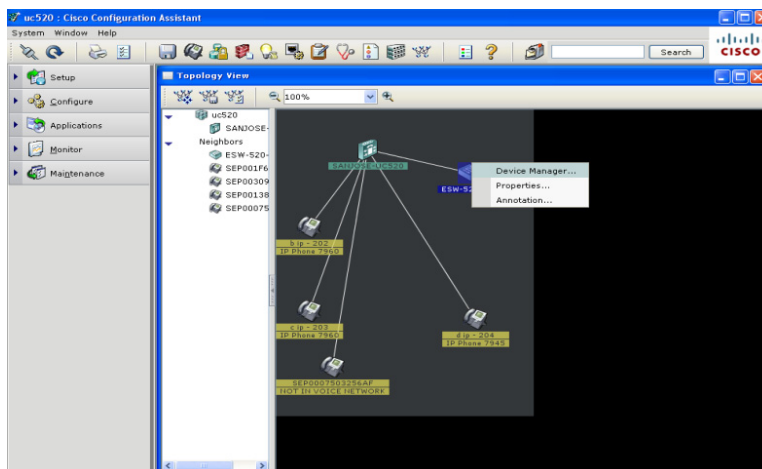 uc520 : Cisco Configuration Assistant
System Window Help
Search
CISCO
Setup
Configure
Applications
Monitor
Maintenance
Topology View
100%
uc520
SANJOSE-
Neighbors
ESW-520-
SEP001F6
SEP00309
SEP00138
SEP00075
SANJOSE-UC520
ESW-52
Device Manager...
Properties...
Annotation...
b ip - 202
IP Phone 7960
c ip - 203
IP Phone 7960
d ip - 204
IP Phone 7945
SEP0007503256AF
NOT IN VOICE NETWORK